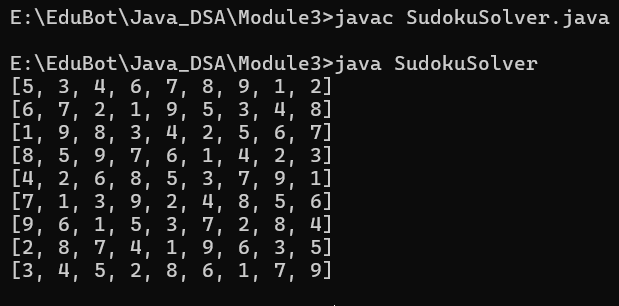 E:\EduBot\Java_DSA\Module3>javac SudokuSolver.java
E:\EduBot\Java_DSA\Module3>java SudokuSolver
[5, 3, 4, 6, 7, 8, 9, 1, 2]
[6, 7, 2, 1, 9, 5, 3, 4, 8]
[1, 9, 8, 3, 4, 2, 5, 6, 7]
[8, 5, 9, 7, 6, 1, 4, 2, 3]
[4, 2, 6, 8, 5, 3, 7, 9, 1]
[7, 1, 3, 9, 2, 4, 8, 5, 6]
[9, 6, 1, 5, 3, 7, 2, 8, 4]
[2, 8, 7, 4, 1, 9, 6, 3, 5]
[3, 4, 5, 2, 8, 6, 1, 7, 9]